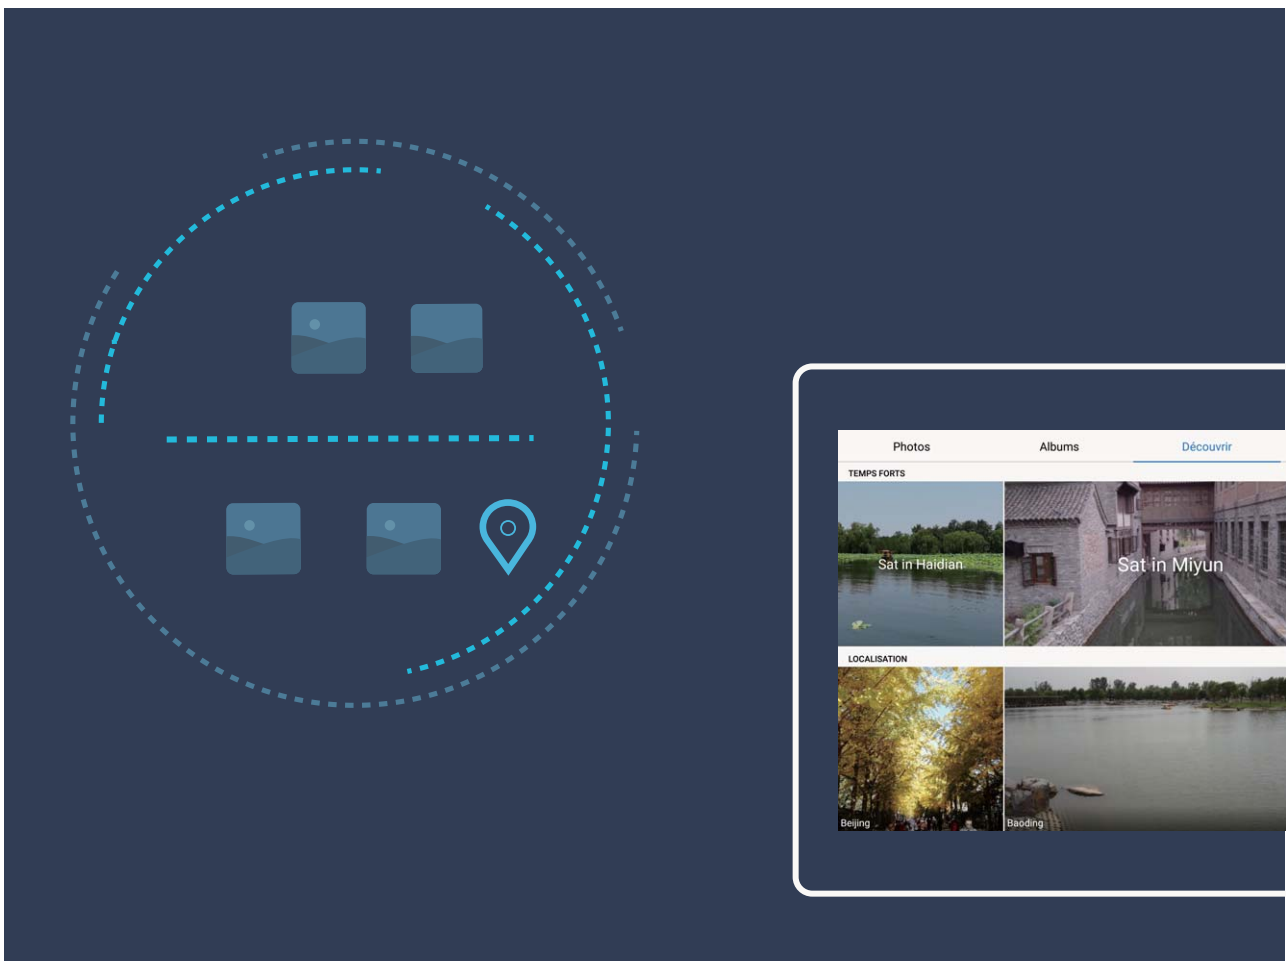 Photos
Albums
Découvrir
TEMPS FORTS
Sat in Haidian
Sat in Miyun
LOCALISATION
Beijing
Baoding